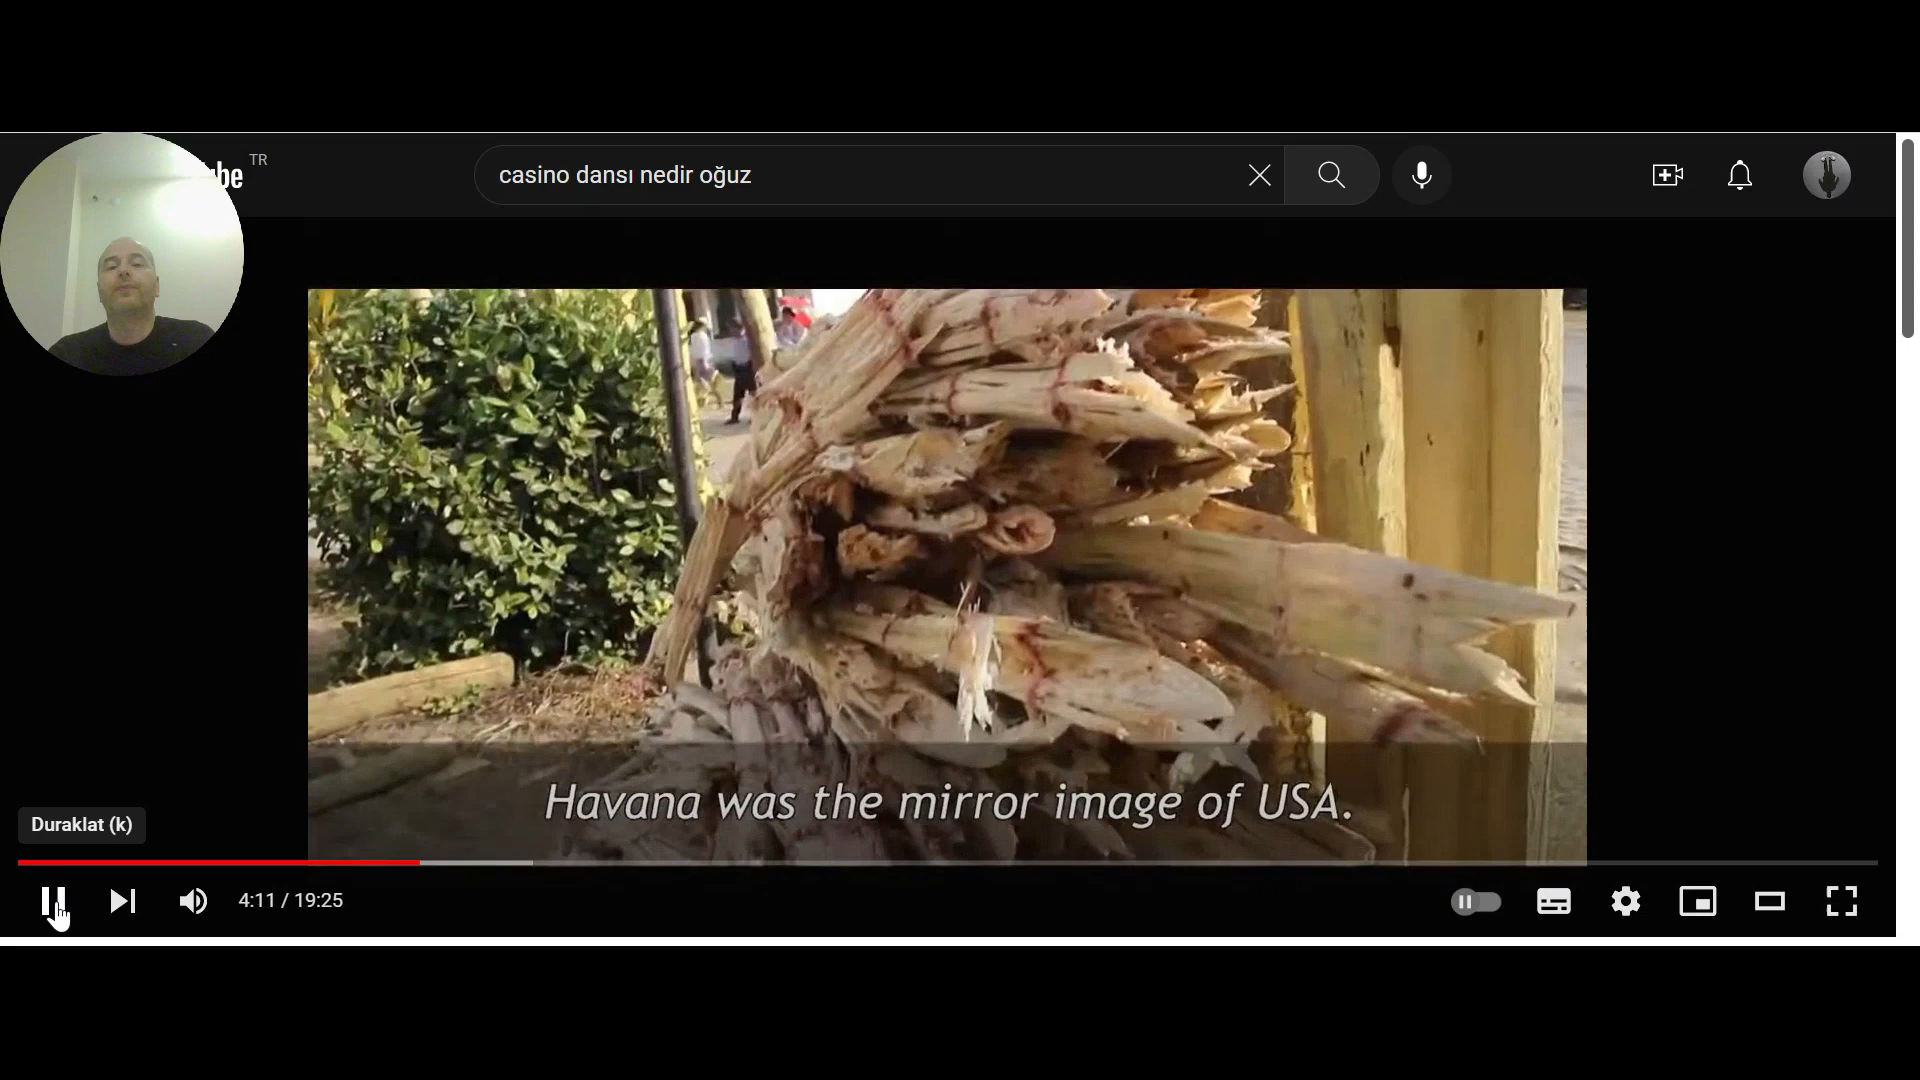 be TR
casino dansı nedir oğuz
Havana was the mirror image of USA.
Duraklat (k)
4:11 / 19:25